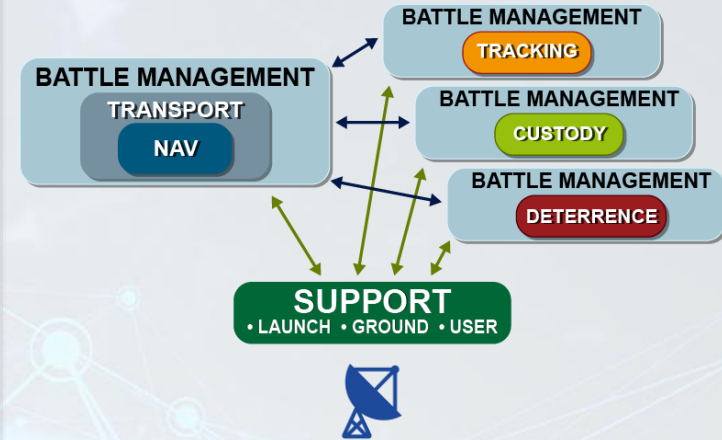 BATTLE MANAGEMENT
TRANSPORT
NAV
BATTLE MANAGEMENT
TRACKING
BATTLE MANAGEMENT
CUSTODY
BATTLE MANAGEMENT
DETERRENCE
SUPPORT
• LAUNCH • GROUND • USER